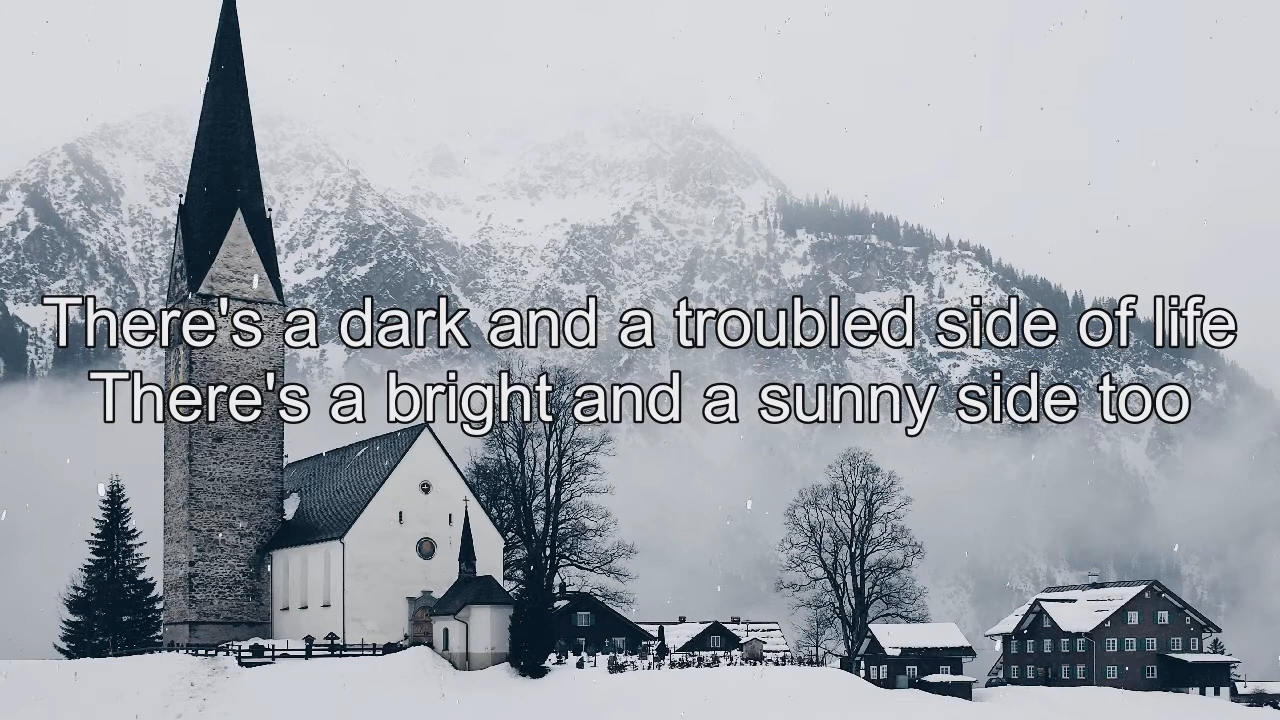 There's a dark and a troubled side of life
There's a bright and a sunny side too